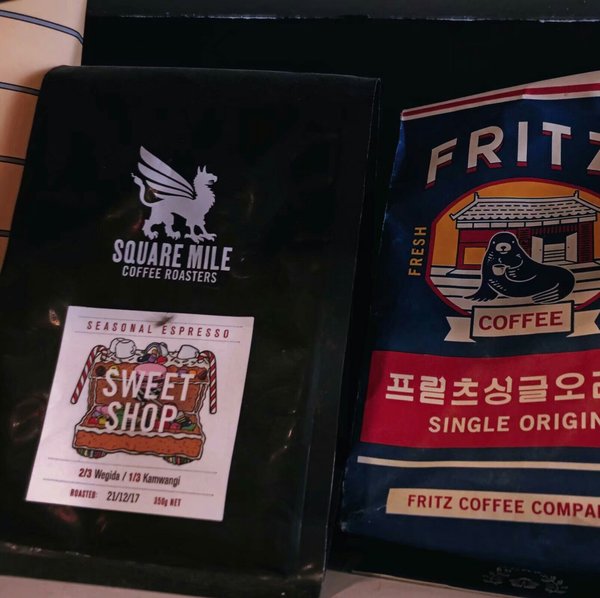 SQUARE MILE
COFFEE ROASTERS
SEASONAL ESPRESSO
SWEET
SHOP
2/3 Wegida / 1/3 Kamwangi
ROASTED: 21/12/17 350g NET
FRITZ
FRESH
COFFEE
프릳츠싱글오리
SINGLE ORIGIN
FRITZ COFFEE COMPA